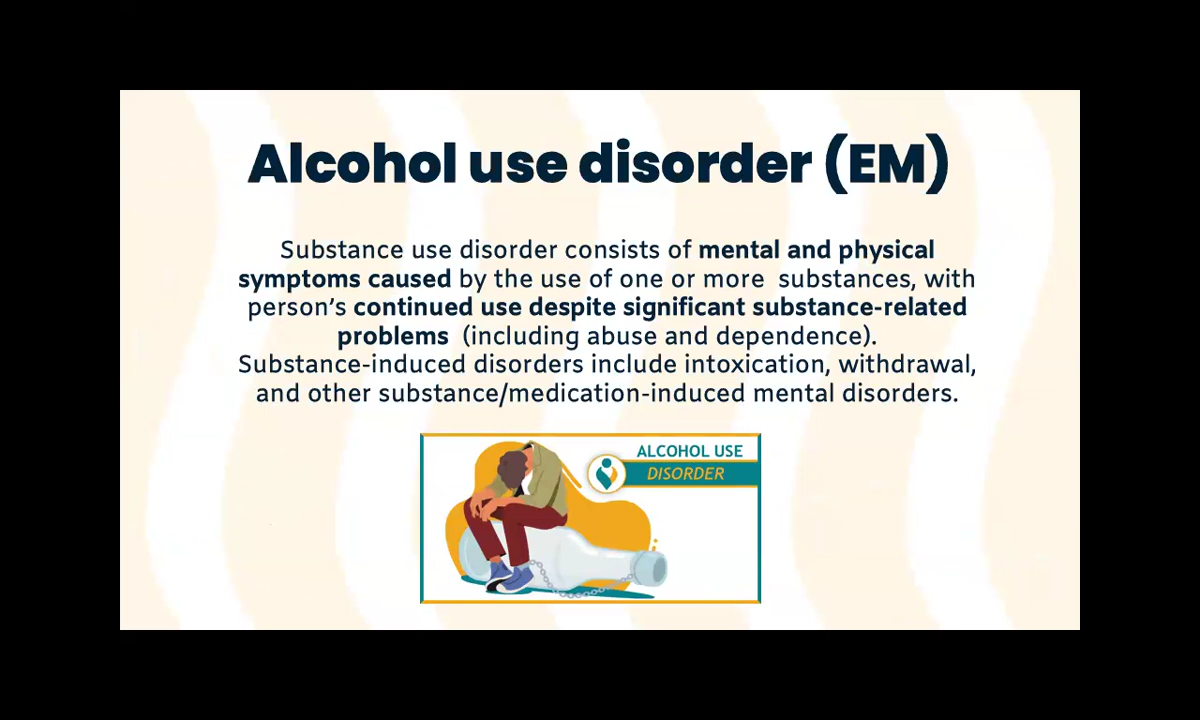 Alcohol use disorder (EM)
Substance use disorder consists of mental and physical
symptoms caused by the use of one or more substances, with
person’s continued use despite significant substance-related
problems (including abuse and dependence).
Substance-induced disorders include intoxication, withdrawal,
and other substance/medication-induced mental disorders.
ALCOHOL USE
DISORDER